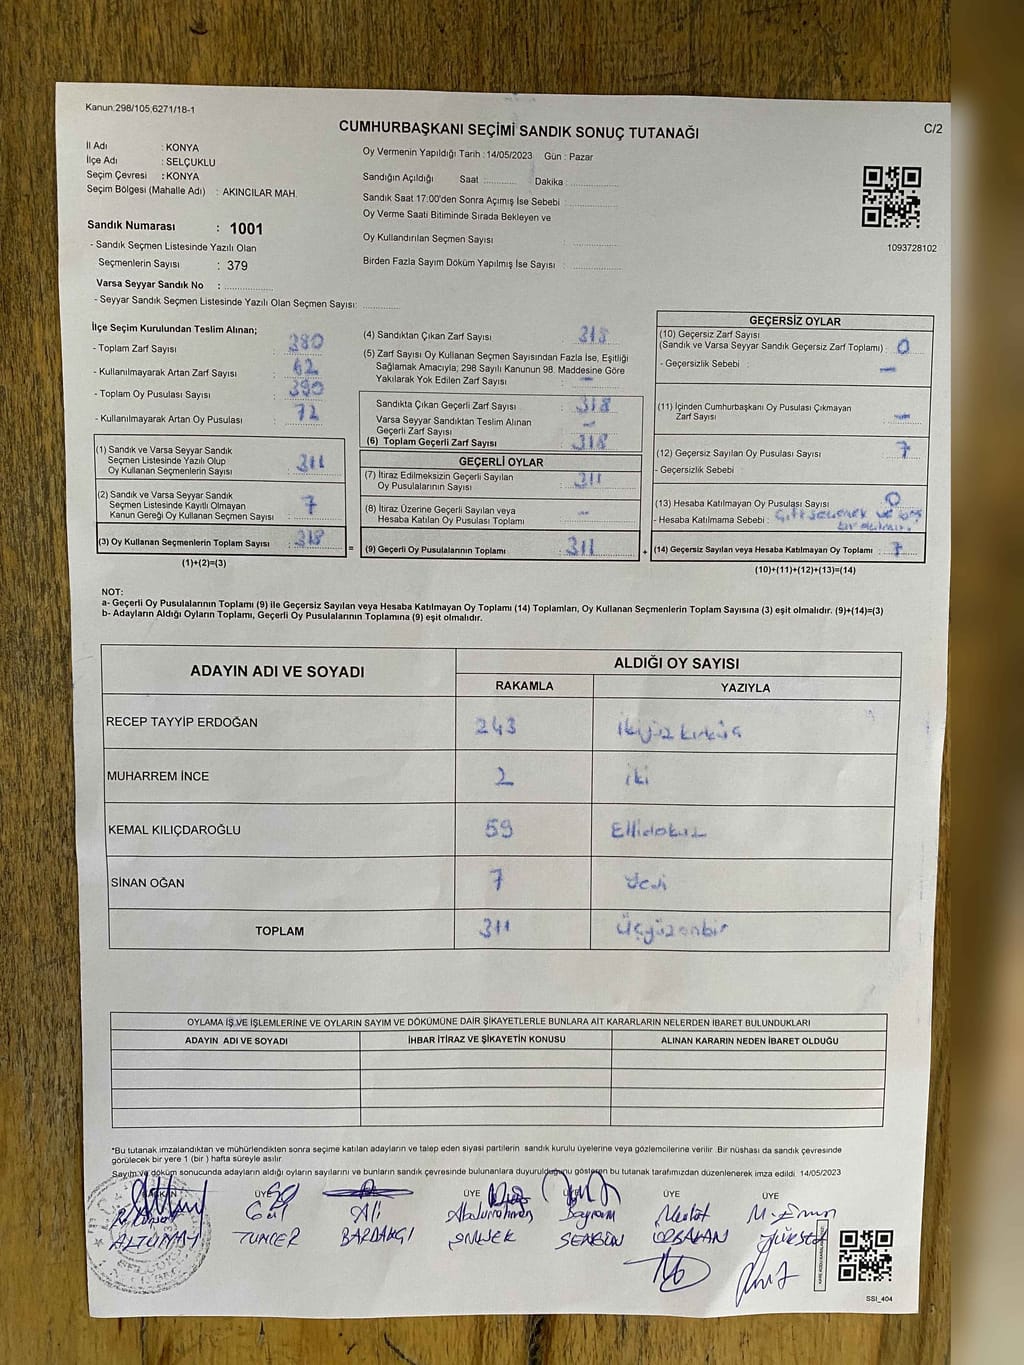 Kanun.298/105,6271/18-1
CUMHURBAŞKANI SEÇİMİ SANDIK SONUÇ TUTANAĞI
C/2
İl Adı : KONYA
İlçe Adı : SELÇUKLU
Seçim Çevresi : KONYA
Seçim Bölgesi (Mahalle Adı) : AKINCILAR MAH.
Sandık Numarası : 1001
- Sandık Seçmen Listesinde Yazılı Olan
Seçmenlerin Sayısı : 379
Varsa Seyyar Sandık No :
- Seyyar Sandık Seçmen Listesinde Yazılı Olan Seçmen Sayısı:
Oy Vermenin Yapıldığı Tarih : 14/05/2023 Gün : Pazar
Sandığın Açıldığı Saat Dakika
Sandık Saat 17:00'den Sonra Açımış İse Sebebi :
Oy Verme Saati Bitiminde Sırada Bekleyen ve
Oy Kullandırılan Seçmen Sayısı :
Birden Fazla Sayım Döküm Yapılmış İse Sayısı :
1093728102
İlçe Seçim Kurulundan Teslim Alınan;
- Toplam Zarf Sayısı : 380
- Kullanılmayarak Artan Zarf Sayısı : 62
- Toplam Oy Pusulası Sayısı : 390
- Kullanılmayarak Artan Oy Pusulası : 72
(1) Sandık ve Varsa Seyyar Sandık
Seçmen Listesinde Yazılı Olup
Oy Kullanan Seçmenlerin Sayısı : 311
(2) Sandık ve Varsa Seyyar Sandık
Seçmen Listesinde Kayıtlı Olmayan
Kanun Gereği Oy Kullanan Seçmen Sayısı : 7
(3) Oy Kullanan Seçmenlerin Toplam Sayısı : 318
(1)+(2)=(3)
(4) Sandıktan Çıkan Zarf Sayısı : 318
(5) Zarf Sayısı Oy Kullanan Seçmen Sayısından Fazla İse, Eşitliği
Sağlamak Amacıyla; 298 Sayılı Kanunun 98. Maddesine Göre
Yakılarak Yok Edilen Zarf Sayısı : —
Sandıkta Çıkan Geçerli Zarf Sayısı : 318
Varsa Seyyar Sandıktan Teslim Alınan
Geçerli Zarf Sayısı : —
(6) Toplam Geçerli Zarf Sayısı : 318
GEÇERLİ OYLAR
(7) İtiraz Edilmeksizin Geçerli Sayılan
Oy Pusulalarının Sayısı : 311
(8) İtiraz Üzerine Geçerli Sayılan veya
Hesaba Katılan Oy Pusulası Toplamı : —
= (9) Geçerli Oy Pusulalarının Toplamı : 311
GEÇERSİZ OYLAR
(10) Geçersiz Zarf Sayısı
(Sandık ve Varsa Seyyar Sandık Geçersiz Zarf Toplamı) : 0
- Geçersizlik Sebebi : —
(11) İçinden Cumhurbaşkanı Oy Pusulası Çıkmayan
Zarf Sayısı : —
(12) Geçersiz Sayılan Oy Pusulası Sayısı : 7
- Geçersizlik Sebebi :
(13) Hesaba Katılmayan Oy Pusulası Sayısı : 0
- Hesaba Katılmama Sebebi : ve
+ (14) Geçersiz Sayılan veya Hesaba Katılmayan Oy Toplamı : 7
(10)+(11)+(12)+(13)=(14)
NOT:
a- Geçerli Oy Pusulalarının Toplamı (9) ile Geçersiz Sayılan veya Hesaba Katılmayan Oy Toplamı (14) Toplamları, Oy Kullanan Seçmenlerin Toplam Sayısına (3) eşit olmalıdır. (9)+(14)=(3)
b- Adayların Aldığı Oyların Toplamı, Geçerli Oy Pusulalarının Toplamına (9) eşit olmalıdır.
ADAYIN ADI VE SOYADI ALDIĞI OY SAYISI
RAKAMLA YAZIYLA
RECEP TAYYİP ERDOĞAN 243 ikiyüz kırküç
MUHARREM İNCE 2 iki
KEMAL KILIÇDAROĞLU 59 Ellidokuz
SİNAN OĞAN 7 Yedi
TOPLAM 311 Üçyüzonbir
OYLAMA İŞ VE İŞLEMLERİNE VE OYLARIN SAYIM VE DÖKÜMÜNE DAİR ŞİKAYETLERLE BUNLARA AİT KARARLARIN NELERDEN İBARET BULUNDUKLARI
ADAYIN ADI VE SOYADI İHBAR İTİRAZ VE ŞİKAYETİN KONUSU ALINAN KARARIN NEDEN İBARET OLDUĞU
*Bu tutanak imzalandıktan ve mühürlendikten sonra seçime katılan adayların ve talep eden siyasi partilerin sandık kurulu üyelerine veya gözlemcilerine verilir. Bir nüshası da sandık çevresinde
görülecek bir yere 1 (bir ) hafta süreyle asılır.
Sayım ve döküm sonucunda adayların aldığı oyların sayılarını ve bunların sandık çevresinde bulunanlara duyurulduğunu gösteren bu tutanak tarafımızdan düzenlenerek imza edildi. 14/05/2023
BAŞKAN ÜYE ÜYE ÜYE ÜYE ÜYE
Gül Ali Abdurrahman Bayram Mevlüt
ALTUNAY TUNCER BARDAKÇI ŞİMŞEK ŞENGÜN
SSI_404